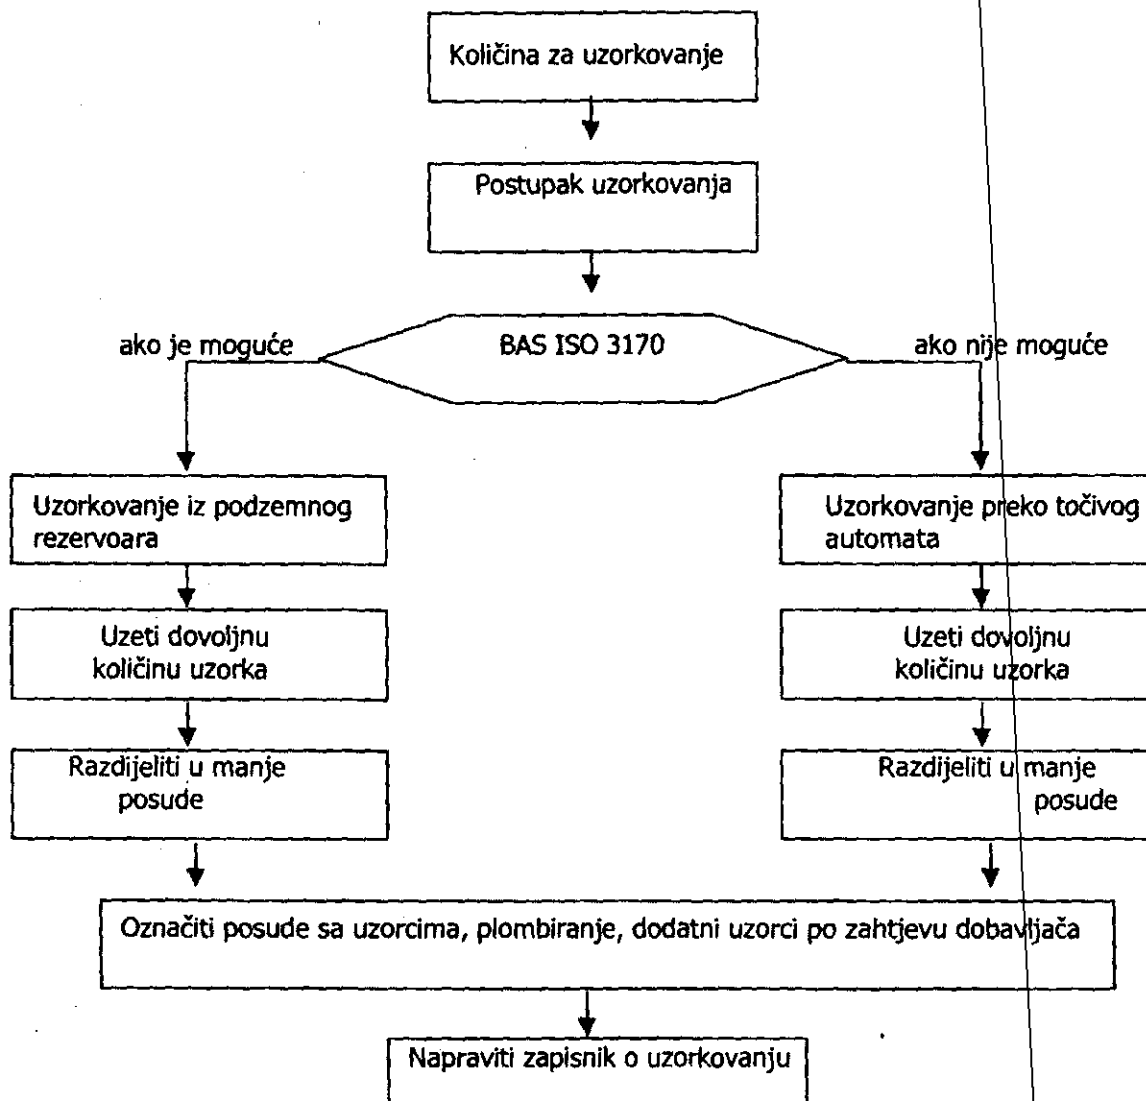 Količina za uzorkovanje
Postupak uzorkovanja
ako je moguće
BAS ISO 3170
ako nije moguće
Uzorkovanje iz podzemnog
rezervoara
Uzorkovanje preko točivog
automata
Uzeti dovoljnu
količinu uzorka
Uzeti dovoljnu
količinu uzorka
Razdijeliti u manje
posude
Razdijeliti u manje
posude
Označiti posude sa uzorcima, plombiranje, dodatni uzorci po zahtjevu dobavljača
Napraviti zapisnik o uzorkovanju